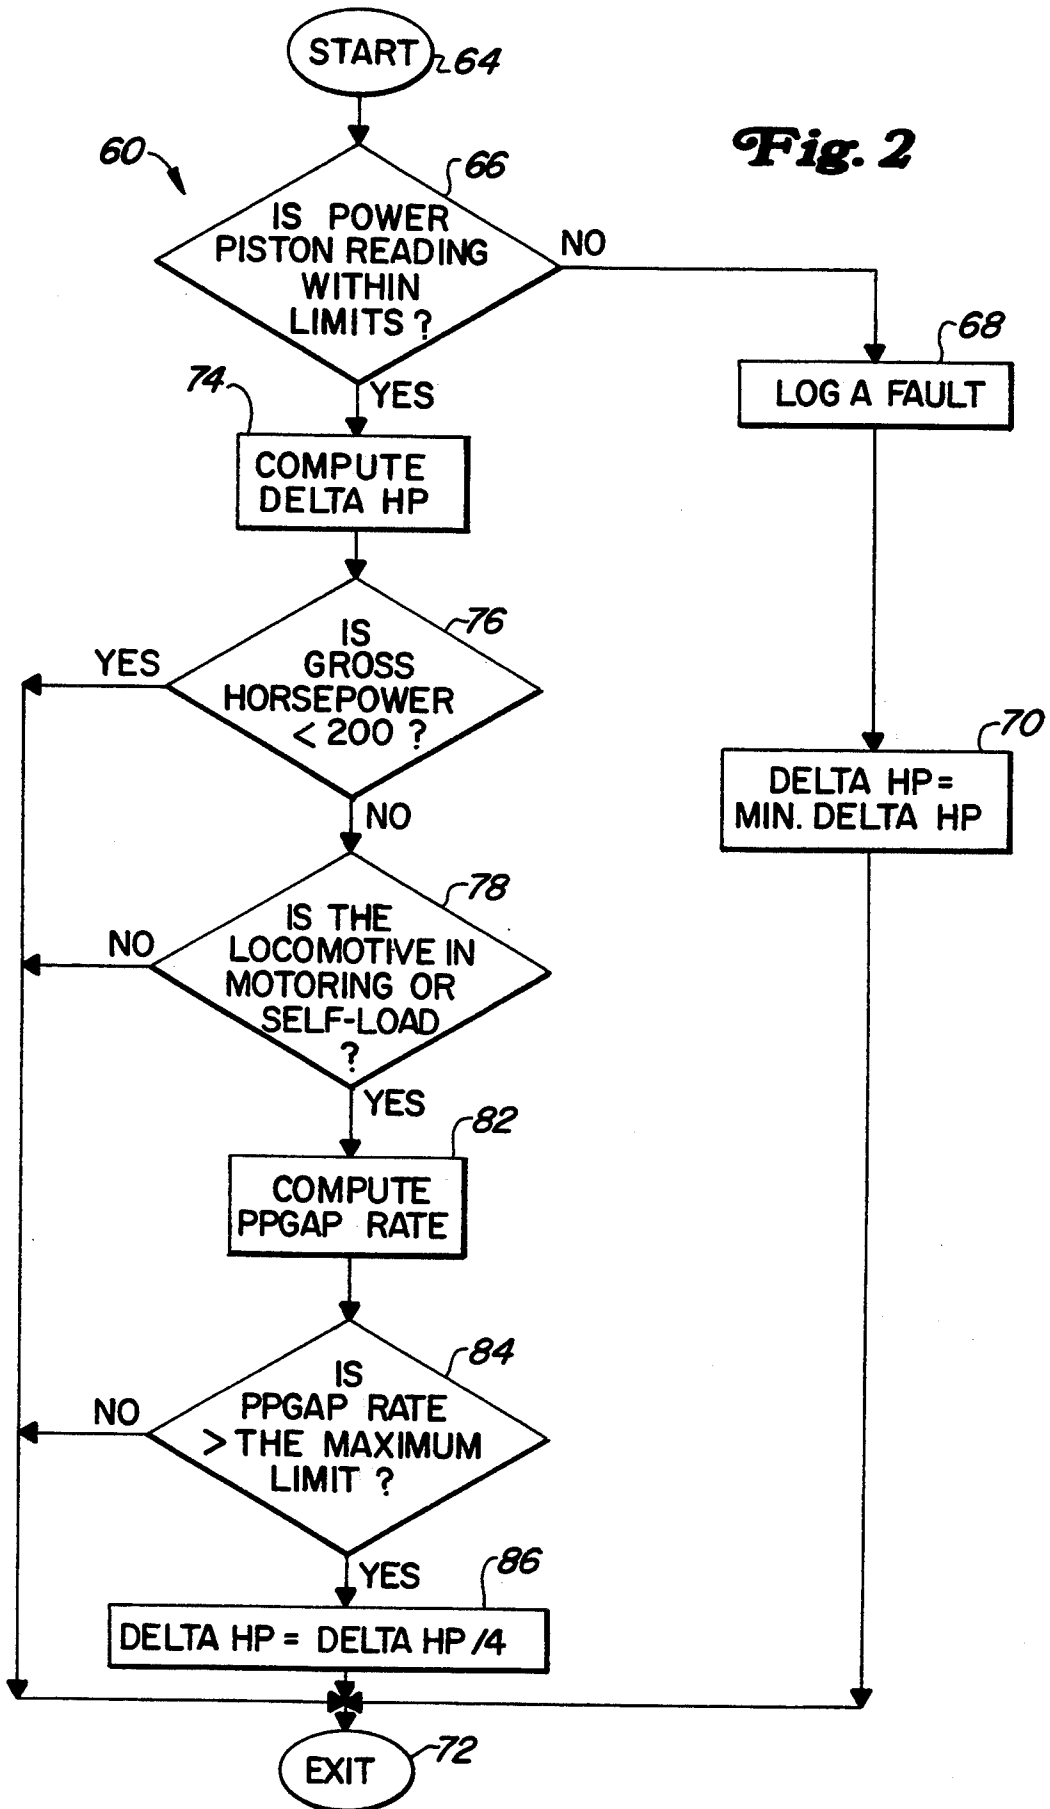 START
64
Fig. 2
60
66
IS POWER
PISTON READING
WITHIN
LIMITS ?
NO
68
LOG A FAULT
YES
74
COMPUTE
DELTA HP
76
IS
GROSS
HORSEPOWER
< 200 ?
YES
NO
70
DELTA HP =
MIN. DELTA HP
78
IS THE
LOCOMOTIVE IN
MOTORING OR
SELF-LOAD
?
NO
YES
82
COMPUTE
PPGAP RATE
84
IS
PPGAP RATE
> THE MAXIMUM
LIMIT ?
NO
YES
86
DELTA HP = DELTA HP /4
EXIT
72